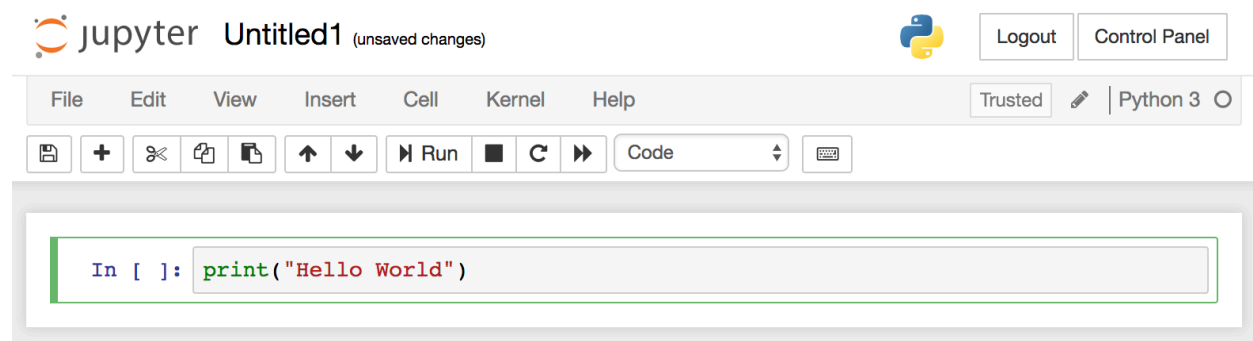 jupyter Untitled1 (unsaved changes) Logout Control Panel
File Edit View Insert Cell Kernel Help Trusted Python 3
Run Code
In [ ]: print("Hello World")